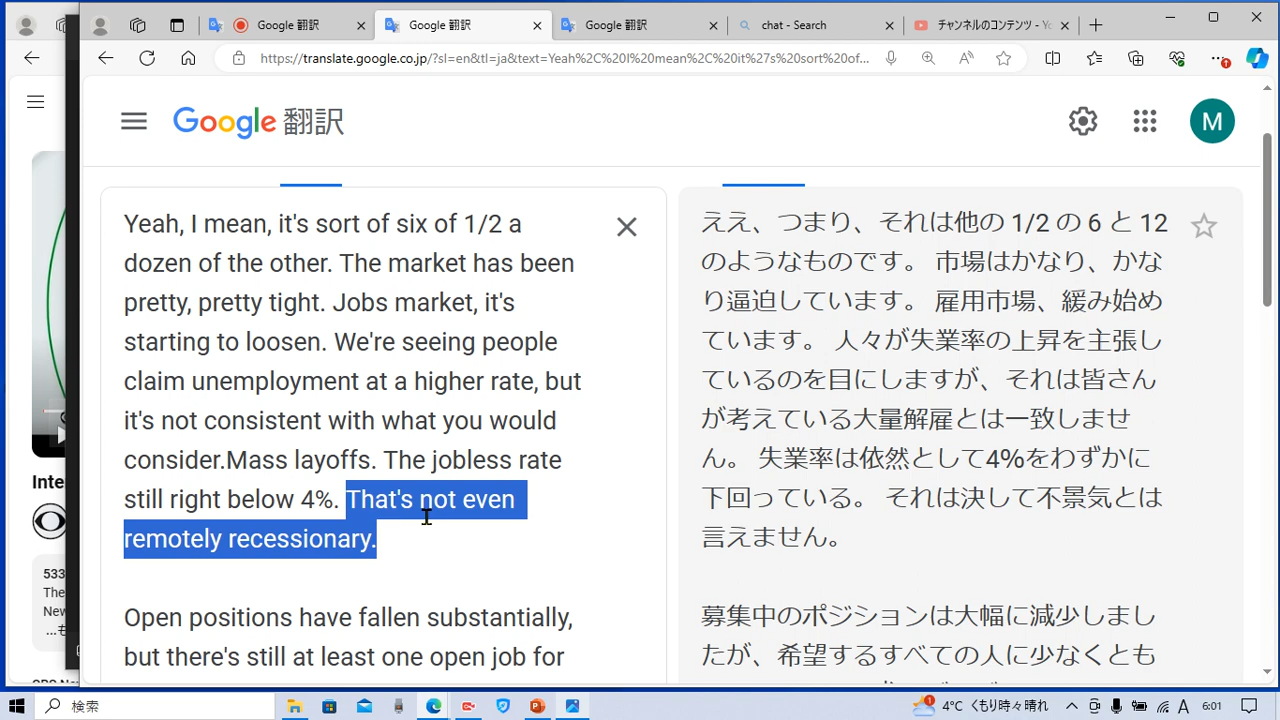 Google 翻訳
Google 翻訳
Google 翻訳
chat - Search
チャンネルのコンテンツ - Yo
https://translate.google.co.jp/?sl=en&tl=ja&text=Yeah%2C%20I%20mean%2C%20it%27s%20sort%20of...
Google 翻訳
M
Yeah, I mean, it's sort of six of 1/2 a
dozen of the other. The market has been
pretty, pretty tight. Jobs market, it's
starting to loosen. We're seeing people
claim unemployment at a higher rate, but
it's not consistent with what you would
consider.Mass layoffs. The jobless rate
still right below 4%. That's not even
remotely recessionary.
Open positions have fallen substantially,
but there's still at least one open job for
ええ、つまり、それは他の 1/2 の 6 と 12
のようなものです。 市場はかなり、かな
り逼迫しています。 雇用市場、緩み始め
ています。 人々が失業率の上昇を主張し
ているのを目にしますが、それは皆さん
が考えている大量解雇とは一致しませ
ん。 失業率は依然として4%をわずかに
下回っている。 それは決して不景気とは
言えません。
募集中のポジションは大幅に減少しまし
たが、希望するすべての人に少なくとも
Inte
533
The
New
...も
検索
1
4°C くもり時々晴れ
A
6:01